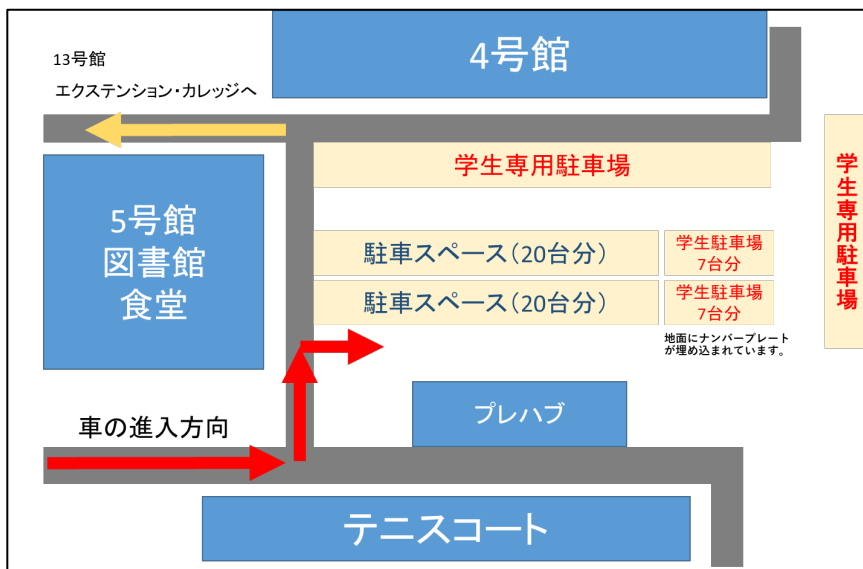 13号館
エクステンション・カレッジへ
4号館
学生専用駐車場
学生専用駐車場
5号館
図書館
食堂
駐車スペース（20台分）
学生駐車場
7台分
駐車スペース（20台分）
学生駐車場
7台分
地面にナンバープレート
が埋め込まれています。
プレハブ
車の進入方向
テニスコート